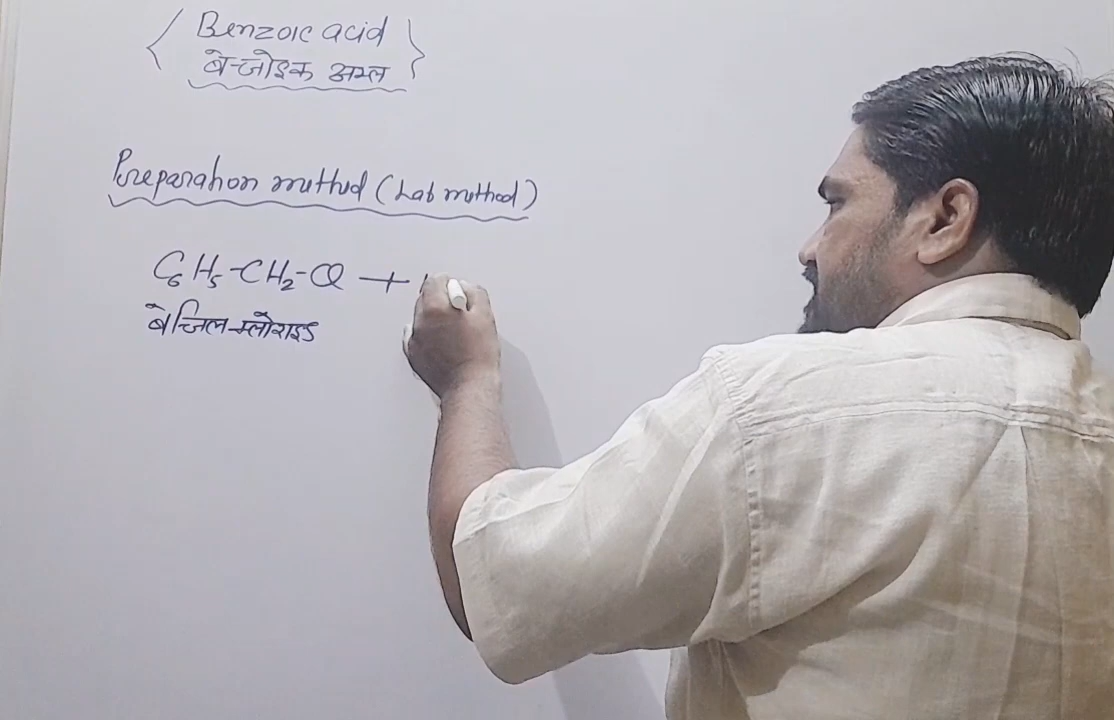 Benzoic acid
बेन्जोइक अम्ल
Preparation method (Lab method)
C₆H₅-CH₂-Cl +
बेन्जिल क्लोराइड